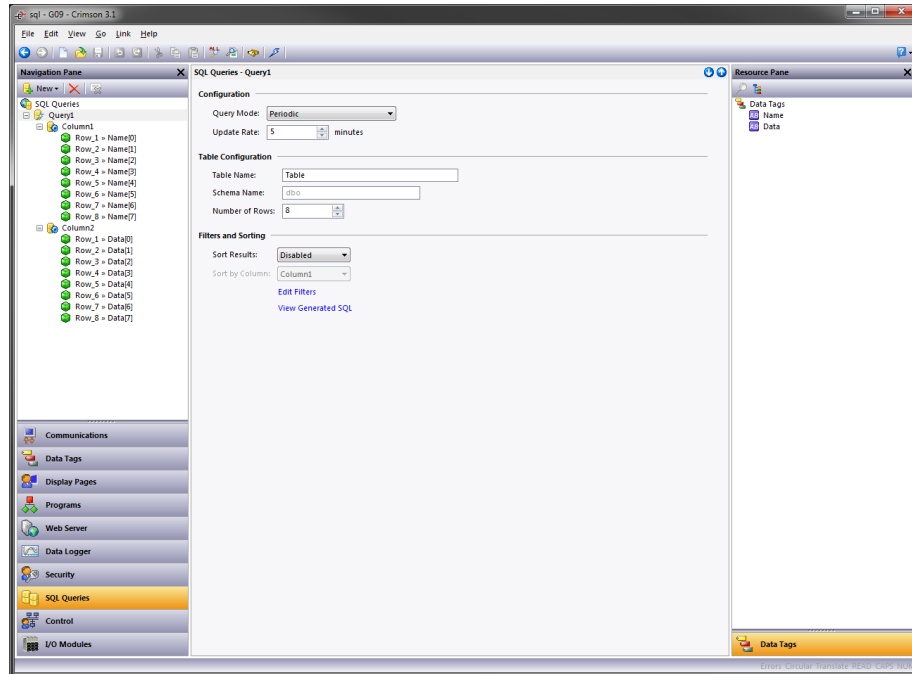 sql - G09 - Crimson 3.1
File Edit View Go Link Help
Navigation Pane
New
SQL Queries
Query1
Column1
Row_1 » Name[0]
Row_2 » Name[1]
Row_3 » Name[2]
Row_4 » Name[3]
Row_5 » Name[4]
Row_6 » Name[5]
Row_7 » Name[6]
Row_8 » Name[7]
Column2
Row_1 » Data[0]
Row_2 » Data[1]
Row_3 » Data[2]
Row_4 » Data[3]
Row_5 » Data[4]
Row_6 » Data[5]
Row_7 » Data[6]
Row_8 » Data[7]
Communications
Data Tags
Display Pages
Programs
Web Server
Data Logger
Security
SQL Queries
Control
I/O Modules
SQL Queries - Query1
Configuration
Query Mode: Periodic
Update Rate: 5 minutes
Table Configuration
Table Name: Table
Schema Name: dbo
Number of Rows: 8
Filters and Sorting
Sort Results: Disabled
Sort by Column: Column1
Edit Filters
View Generated SQL
Resource Pane
Data Tags
Name
Data
Data Tags
Errors Circular Translate READ CAPS NUM